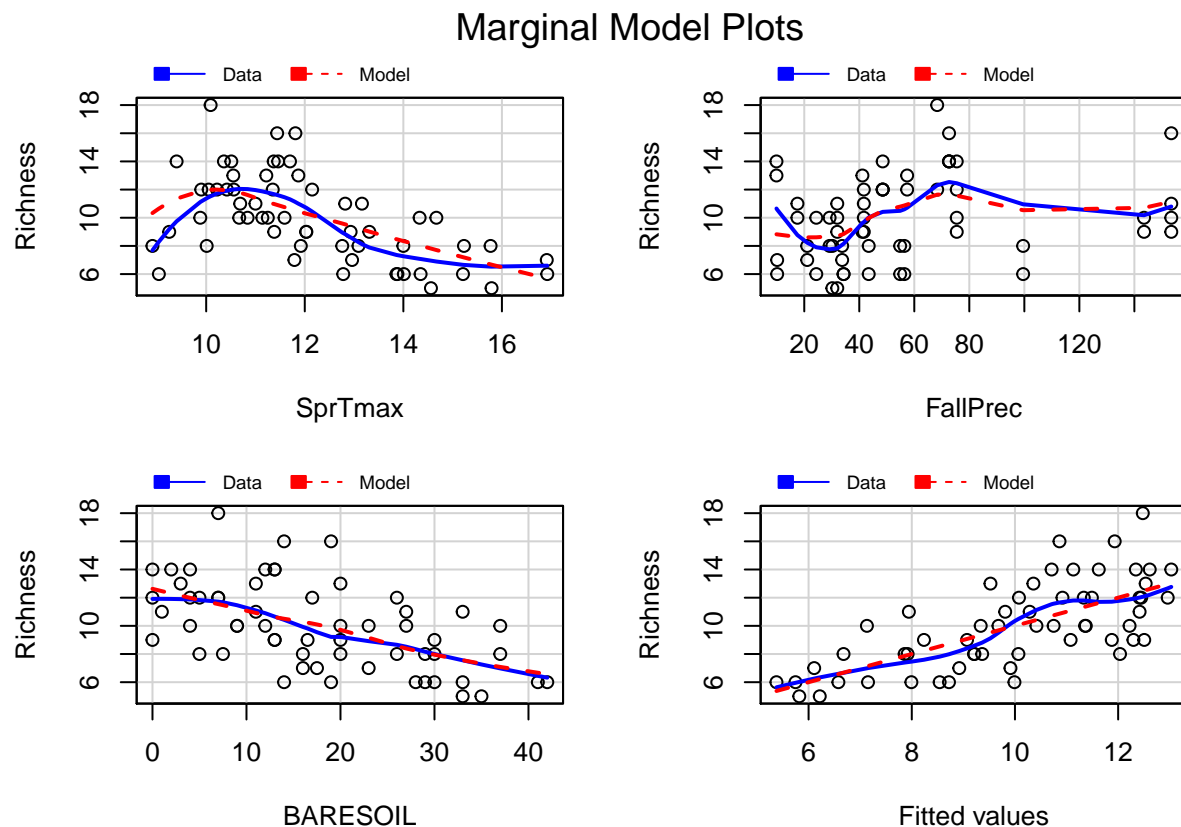 Marginal Model Plots
Data Model
Richness
6 10 14 18
10 12 14 16
SprTmax
Data Model
Richness
6 10 14 18
20 40 60 80 120
FallPrec
Data Model
Richness
6 10 14 18
0 10 20 30 40
BARESOIL
Data Model
Richness
6 10 14 18
6 8 10 12
Fitted values